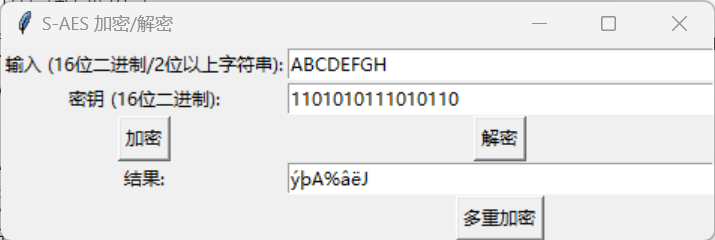 S-AES 加密/解密
输入 (16位二进制/2位以上字符串): ABCDEFGH
密钥 (16位二进制): 1101010111010110
加密 解密
结果: ýþA%âëJ
多重加密